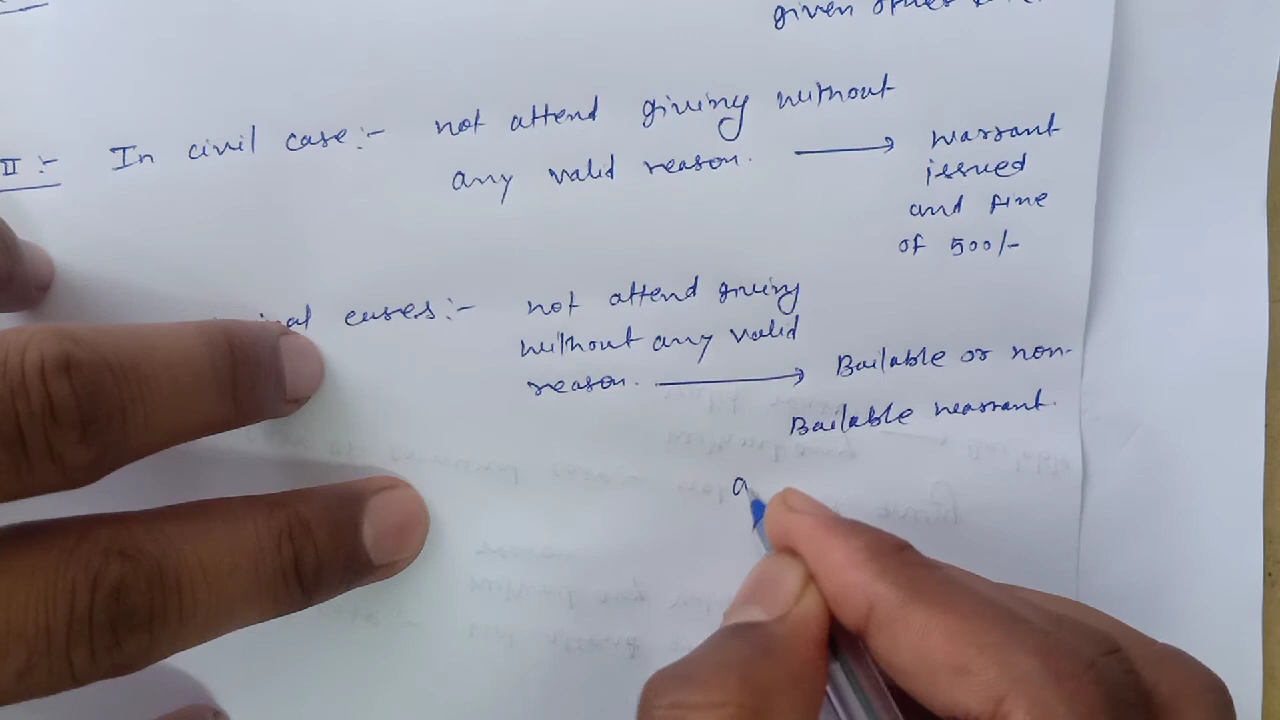 given
II :- In civil case :- not attend giving without
any valid reason. → warrant
issued
and fine
of 500/-
cases :- not attend giving
without any valid
reason. → Bailable or non-
Bailable warrant.
a